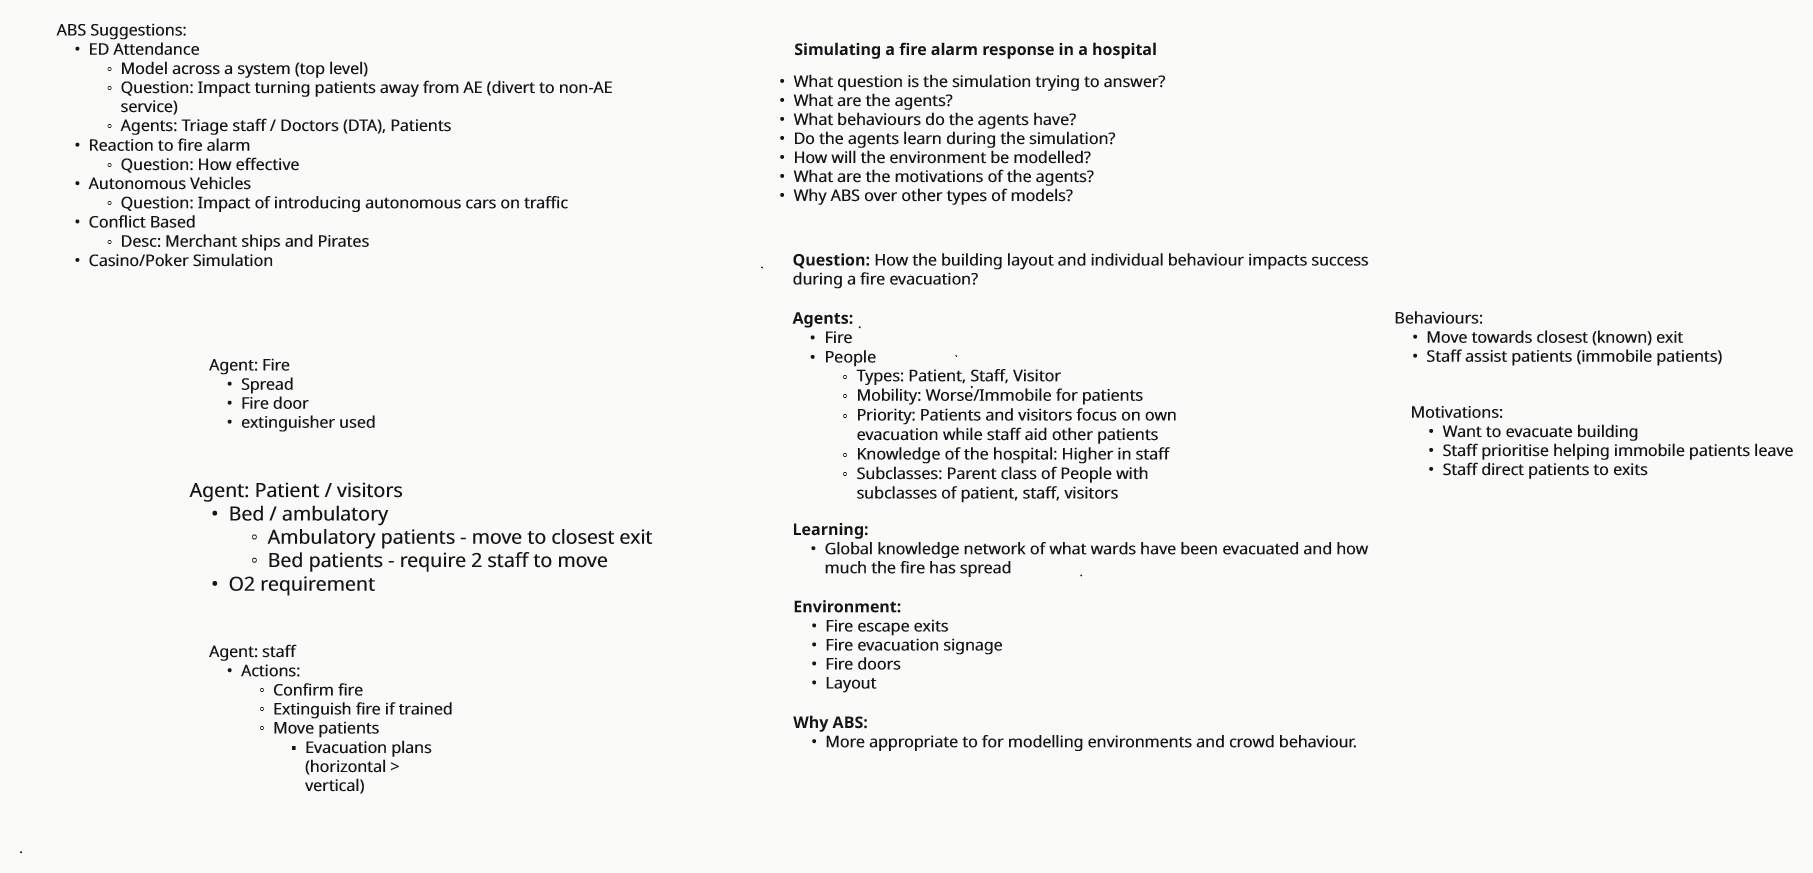 ABS Suggestions:
• ED Attendance
◦ Model across a system (top level)
◦ Question: Impact turning patients away from AE (divert to non-AE
service)
◦ Agents: Triage staff / Doctors (DTA), Patients
• Reaction to fire alarm
◦ Question: How effective
• Autonomous Vehicles
◦ Question: Impact of introducing autonomous cars on traffic
• Conflict Based
◦ Desc: Merchant ships and Pirates
• Casino/Poker Simulation
Agent: Fire
• Spread
• Fire door
• extinguisher used
Agent: Patient / visitors
• Bed / ambulatory
◦ Ambulatory patients - move to closest exit
◦ Bed patients - require 2 staff to move
• O2 requirement
Agent: staff
• Actions:
◦ Confirm fire
◦ Extinguish fire if trained
◦ Move patients
▪ Evacuation plans
(horizontal >
vertical)
Simulating a fire alarm response in a hospital
• What question is the simulation trying to answer?
• What are the agents?
• What behaviours do the agents have?
• Do the agents learn during the simulation?
• How will the environment be modelled?
• What are the motivations of the agents?
• Why ABS over other types of models?
Question: How the building layout and individual behaviour impacts success
during a fire evacuation?
Agents:
• Fire
• People
◦ Types: Patient, Staff, Visitor
◦ Mobility: Worse/Immobile for patients
◦ Priority: Patients and visitors focus on own
evacuation while staff aid other patients
◦ Knowledge of the hospital: Higher in staff
◦ Subclasses: Parent class of People with
subclasses of patient, staff, visitors
Learning:
• Global knowledge network of what wards have been evacuated and how
much the fire has spread
Environment:
• Fire escape exits
• Fire evacuation signage
• Fire doors
• Layout
Why ABS:
• More appropriate to for modelling environments and crowd behaviour.
Behaviours:
• Move towards closest (known) exit
• Staff assist patients (immobile patients)
Motivations:
• Want to evacuate building
• Staff prioritise helping immobile patients leave
• Staff direct patients to exits